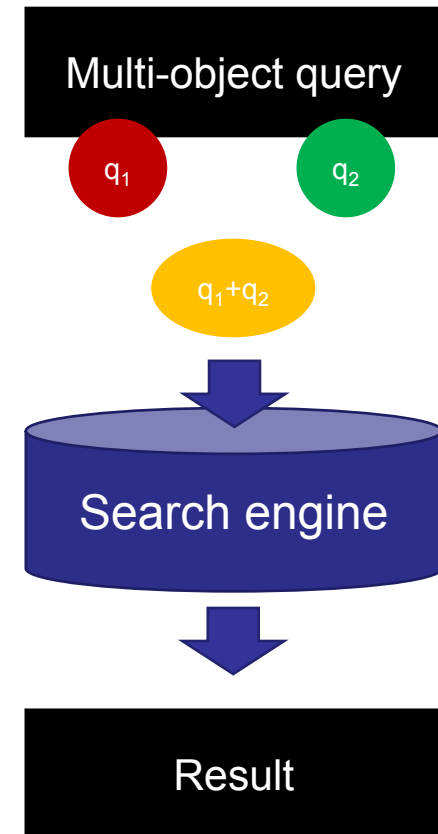 Multi-object query
q₁ q₂
q₁+q₂
Search engine
Result